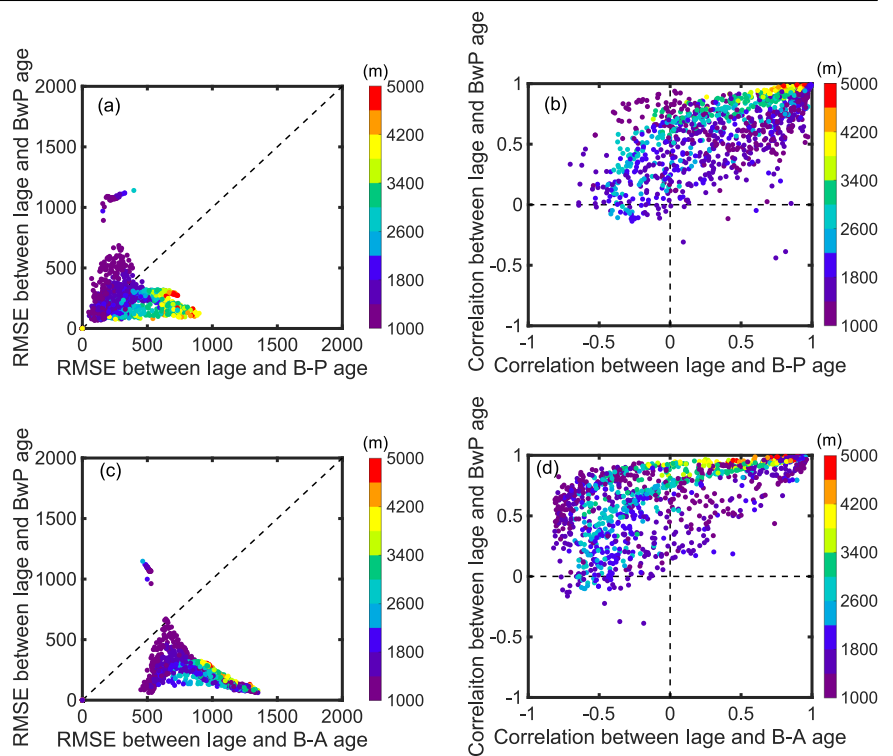 (a)
RMSE between Iage and BwP age
2000
1500
1000
500
0
0 500 1000 1500 2000
RMSE between Iage and B-P age
(m)
5000
4200
3400
2600
1800
1000
(b)
Correlaiton between Iage and BwP age
1
0.5
0
-0.5
-1
-1 -0.5 0 0.5 1
Correlation between Iage and B-P age
(m)
5000
4200
3400
2600
1800
1000
(c)
RMSE between Iage and BwP age
2000
1500
1000
500
0
0 500 1000 1500 2000
RMSE between Iage and B-A age
(m)
5000
4200
3400
2600
1800
1000
(d)
Correlaiton between Iage and BwP age
1
0.5
0
-0.5
-1
-1 -0.5 0 0.5 1
Correlation between Iage and B-A age
(m)
5000
4200
3400
2600
1800
1000